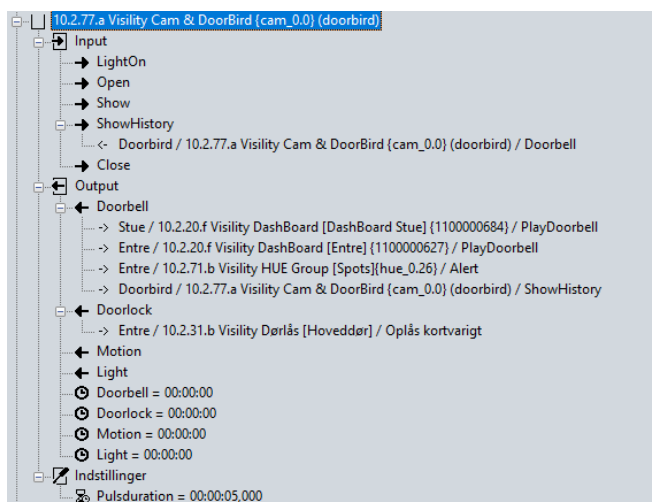 10.2.77.a Visility Cam & DoorBird {cam_0.0} (doorbird)
Input
LightOn
Open
Show
ShowHistory
<- Doorbird / 10.2.77.a Visility Cam & DoorBird {cam_0.0} (doorbird) / Doorbell
Close
Output
Doorbell
-> Stue / 10.2.20.f Visility DashBoard [DashBoard Stue] {1100000684} / PlayDoorbell
-> Entre / 10.2.20.f Visility DashBoard [Entre] {1100000627} / PlayDoorbell
-> Entre / 10.2.71.b Visility HUE Group [Spots]{hue_0.26} / Alert
-> Doorbird / 10.2.77.a Visility Cam & DoorBird {cam_0.0} (doorbird) / ShowHistory
Doorlock
-> Entre / 10.2.31.b Visility Dørlås [Hoveddør] / Oplås kortvarigt
Motion
Light
Doorbell = 00:00:00
Doorlock = 00:00:00
Motion = 00:00:00
Light = 00:00:00
Indstillinger
Pulsduration = 00:00:05,000